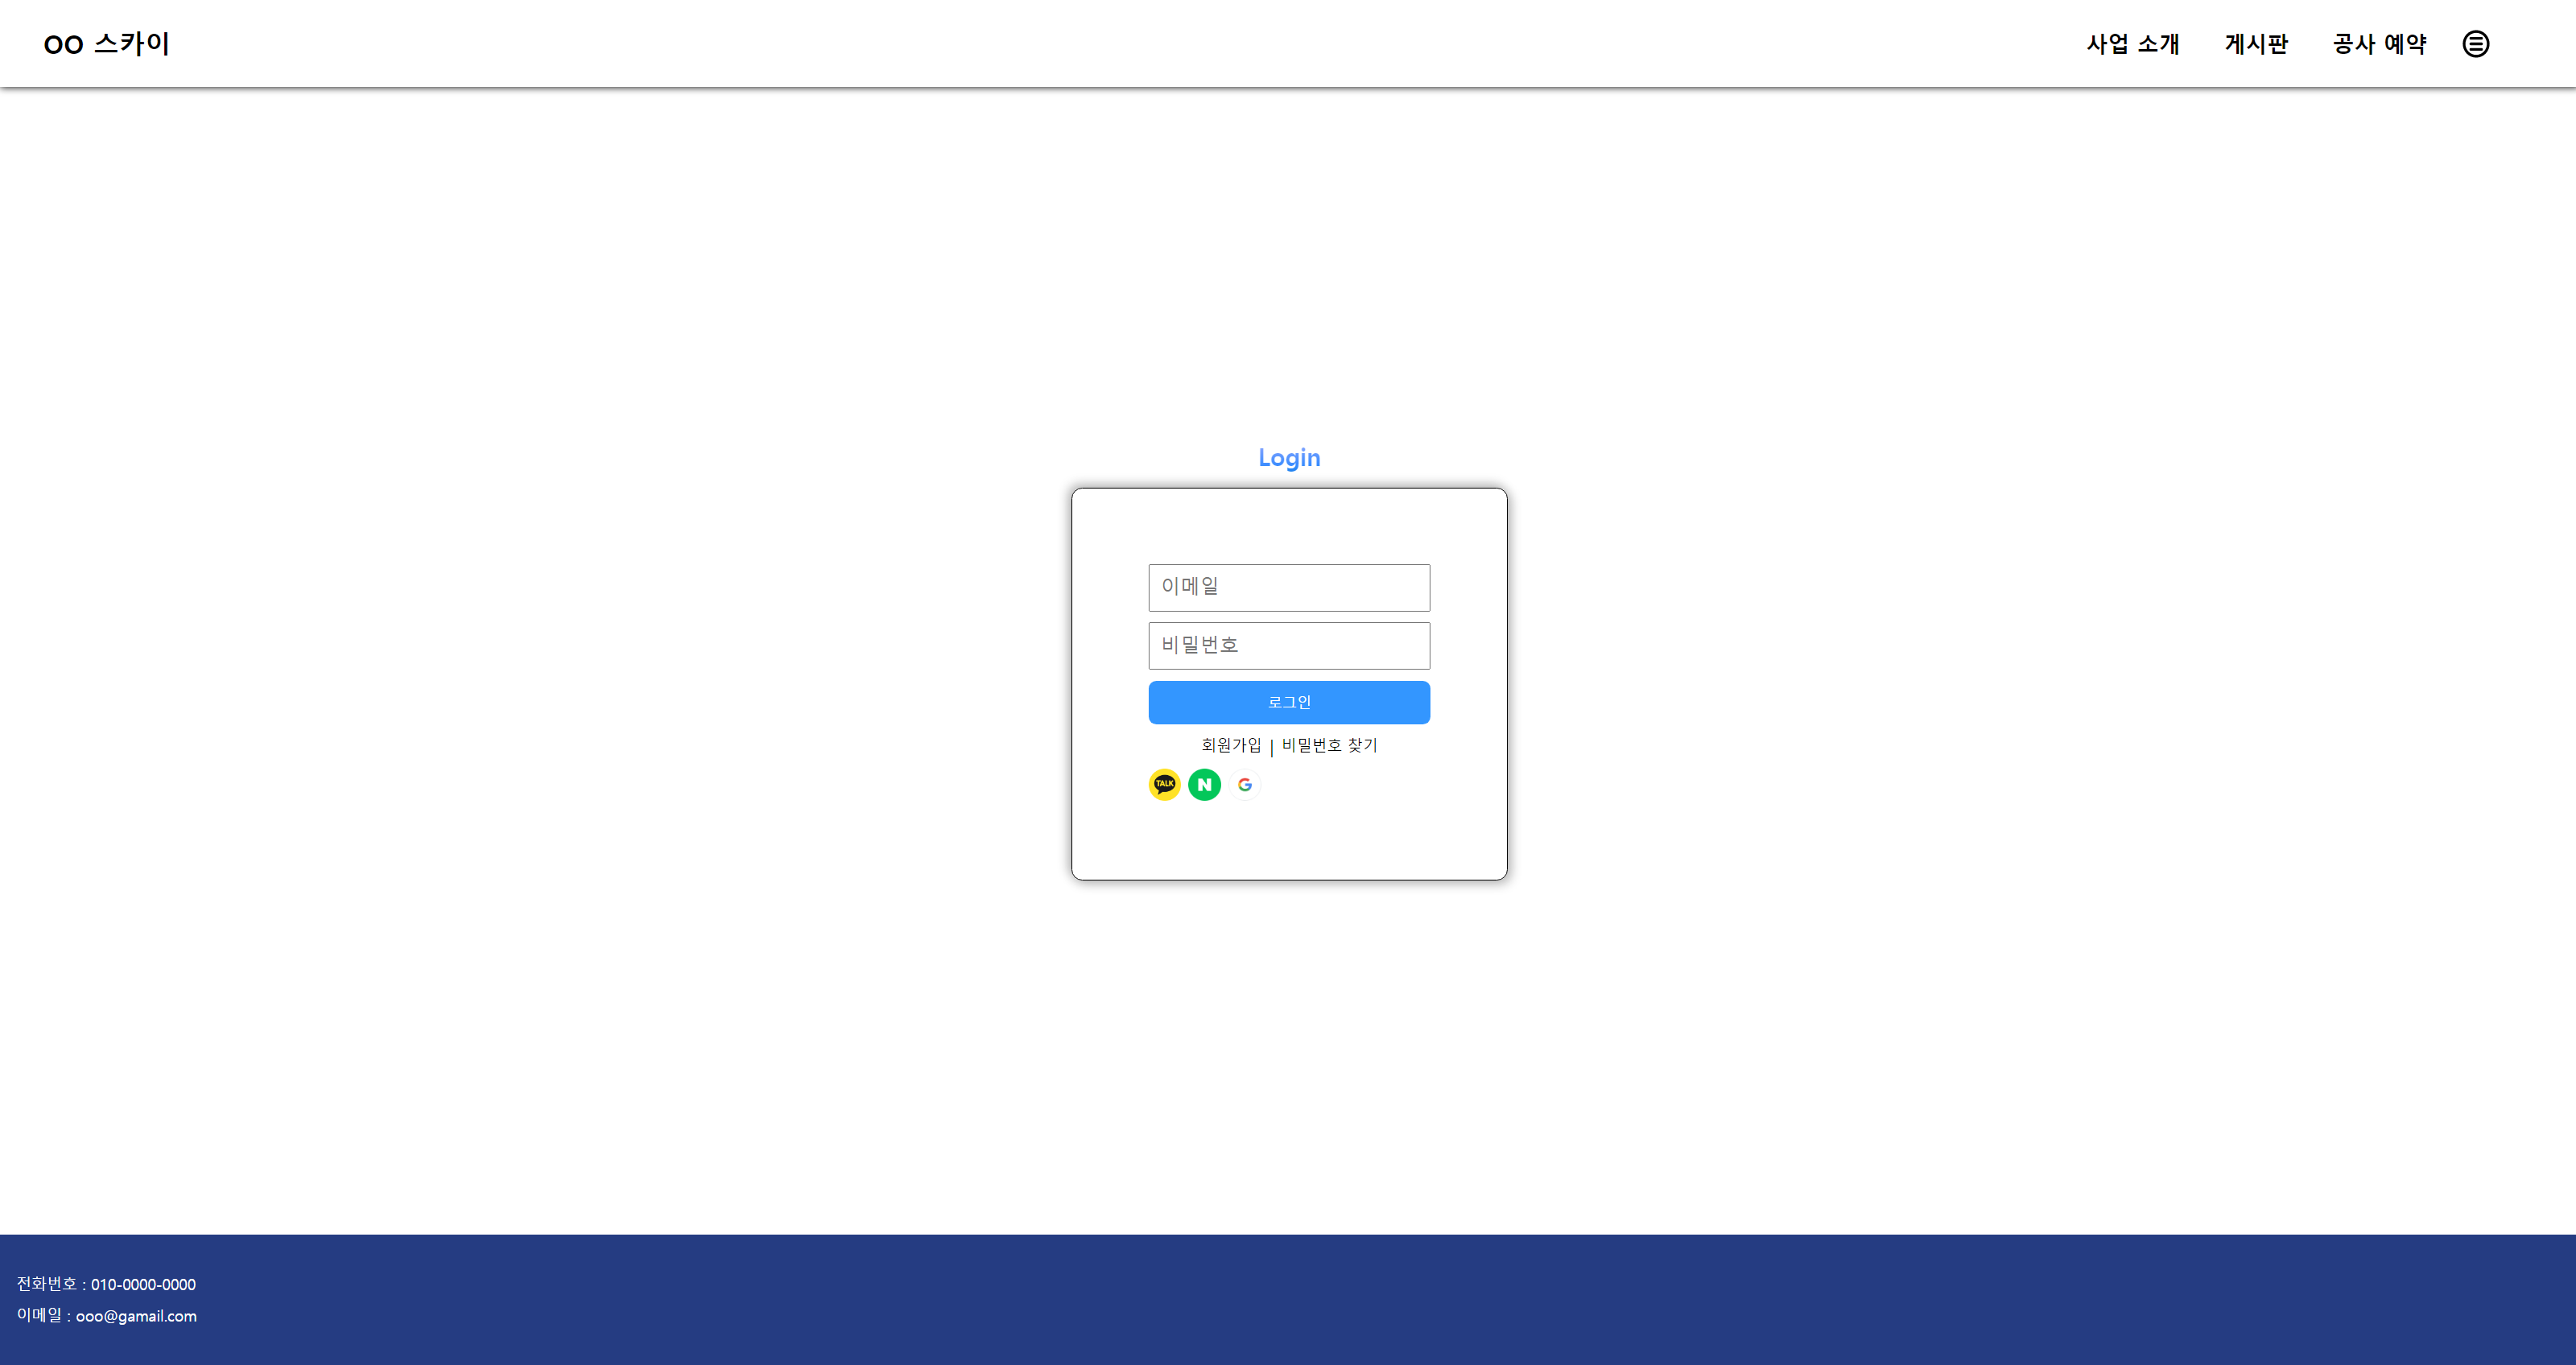 OO 스카이
사업 소개 게시판 공사 예약
Login
이메일
비밀번호
로그인
회원가입 | 비밀번호 찾기
TALK N G
전화번호 : 010-0000-0000
이메일 : ooo@gamail.com